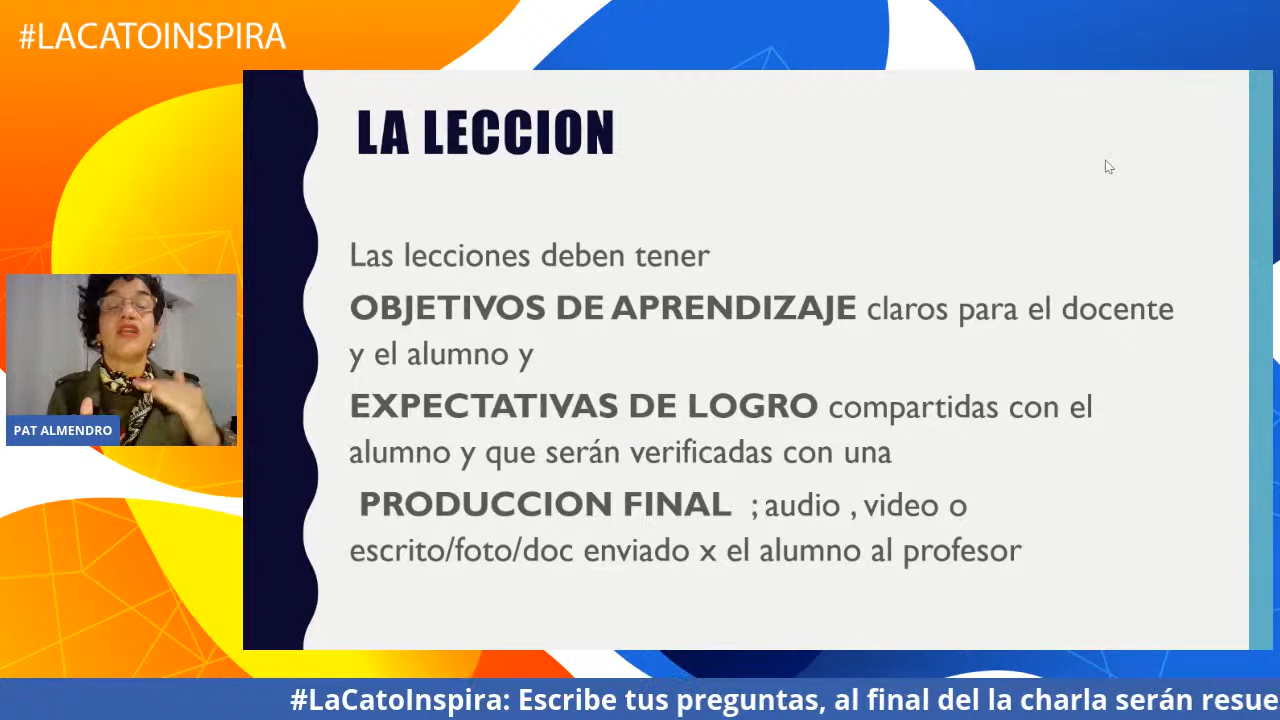 #LACATOINSPIRA
LA LECCION
Las lecciones deben tener
OBJETIVOS DE APRENDIZAJE claros para el docente
y el alumno y
EXPECTATIVAS DE LOGRO compartidas con el
alumno y que serán verificadas con una
PRODUCCION FINAL ; audio , video o
escrito/foto/doc enviado x el alumno al profesor
PAT ALMENDRO
#LaCatoInspira: Escribe tus preguntas, al final del la charla serán resue